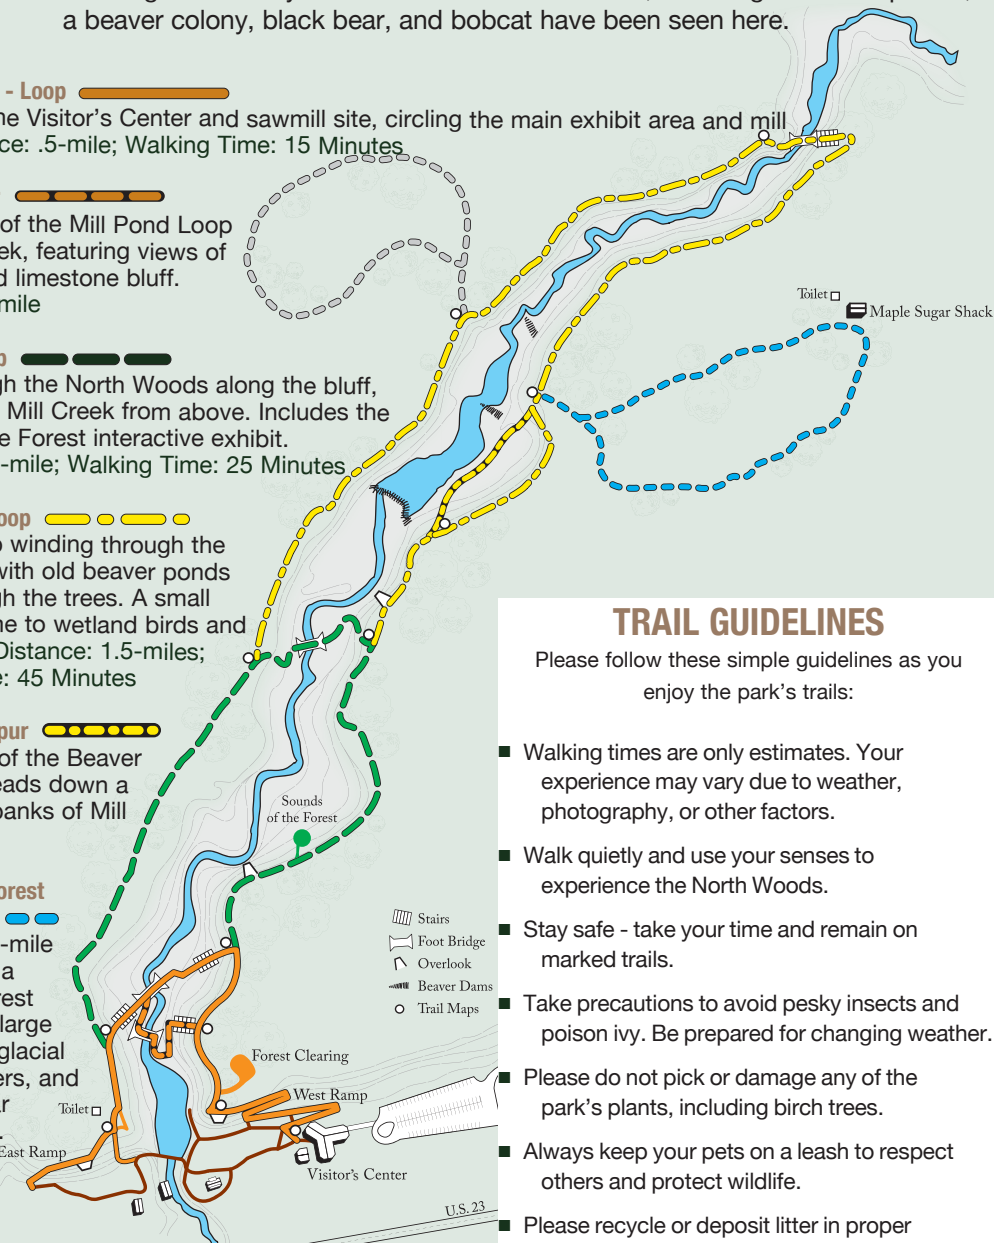 a beaver colony, black bear, and bobcat have been seen here.
- Loop
ne Visitor's Center and sawmill site, circling the main exhibit area and mill
ce: .5-mile; Walking Time: 15 Minutes
of the Mill Pond Loop
ek, featuring views of
d limestone bluff.
mile
p
gh the North Woods along the bluff,
Mill Creek from above. Includes the
e Forest interactive exhibit.
-mile; Walking Time: 25 Minutes
oop
o winding through the
with old beaver ponds
gh the trees. A small
ne to wetland birds and
Distance: 1.5-miles;
e: 45 Minutes
pur
of the Beaver
eads down a
banks of Mill
orest
-mile
a
rest
large
glacial
ers, and
ar
Toilet
Maple Sugar Shack
Sounds
of the Forest
Stairs
Foot Bridge
Overlook
Beaver Dams
Trail Maps
Forest Clearing
West Ramp
Toilet
East Ramp
Visitor's Center
U.S. 23
TRAIL GUIDELINES
Please follow these simple guidelines as you
enjoy the park's trails:
Walking times are only estimates. Your
experience may vary due to weather,
photography, or other factors.
Walk quietly and use your senses to
experience the North Woods.
Stay safe - take your time and remain on
marked trails.
Take precautions to avoid pesky insects and
poison ivy. Be prepared for changing weather.
Please do not pick or damage any of the
park's plants, including birch trees.
Always keep your pets on a leash to respect
others and protect wildlife.
Please recycle or deposit litter in proper